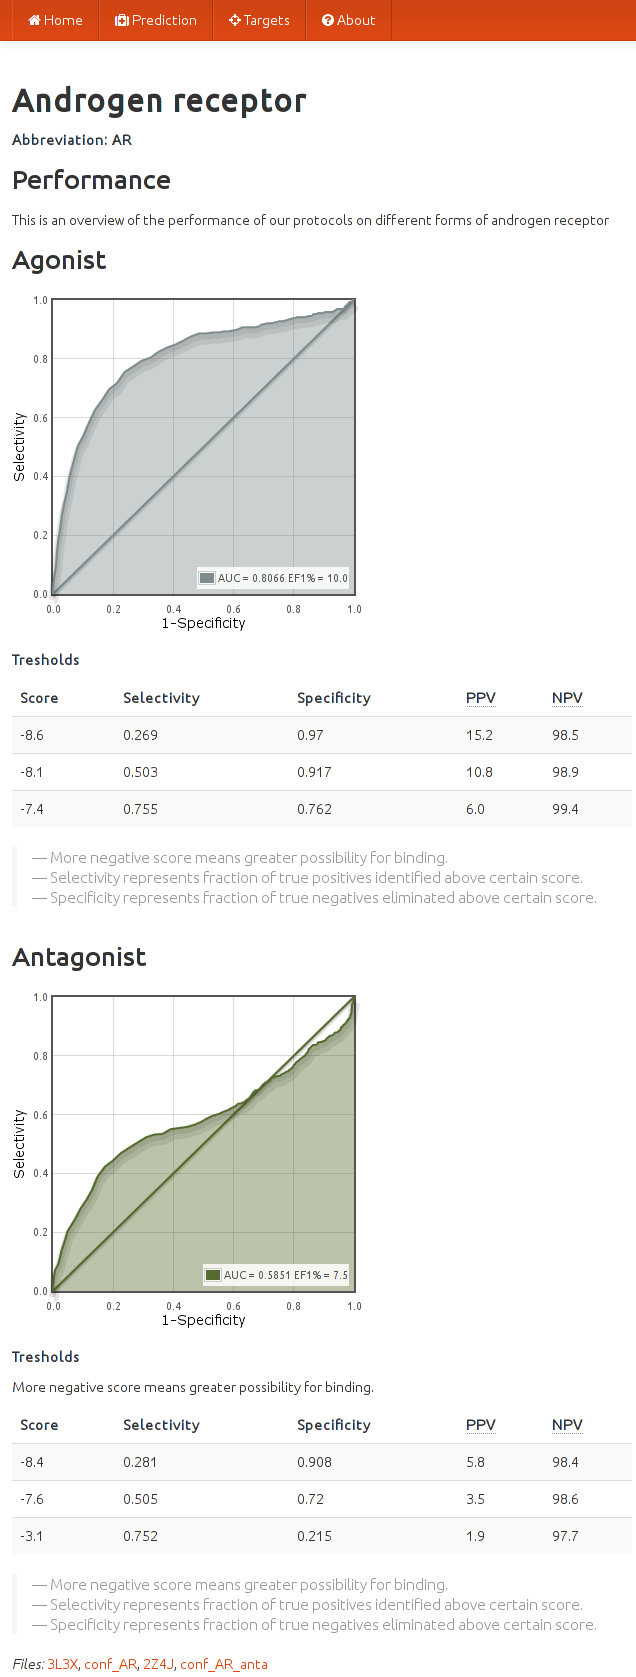 Home Prediction Targets About
Androgen receptor
Abbreviation: AR
Performance
This is an overview of the performance of our protocols on different forms of androgen receptor
Agonist
1.0
0.8
0.6
0.4
0.2
0.0
Selectivity
AUC = 0.8066 EF1% = 10.0
0.0 0.2 0.4 0.6 0.8 1.0
1-Specificity
Tresholds
Score Selectivity Specificity PPV NPV
-8.6 0.269 0.97 15.2 98.5
-8.1 0.503 0.917 10.8 98.9
-7.4 0.755 0.762 6.0 99.4
— More negative score means greater possibility for binding.
— Selectivity represents fraction of true positives identified above certain score.
— Specificity represents fraction of true negatives eliminated above certain score.
Antagonist
1.0
0.8
0.6
0.4
0.2
0.0
Selectivity
AUC = 0.5851 EF1% = 7.5
0.0 0.2 0.4 0.6 0.8 1.0
1-Specificity
Tresholds
More negative score means greater possibility for binding.
Score Selectivity Specificity PPV NPV
-8.4 0.281 0.908 5.8 98.4
-7.6 0.505 0.72 3.5 98.6
-3.1 0.752 0.215 1.9 97.7
— More negative score means greater possibility for binding.
— Selectivity represents fraction of true positives identified above certain score.
— Specificity represents fraction of true negatives eliminated above certain score.
Files: 3L3X, conf_AR, 2Z4J, conf_AR_anta